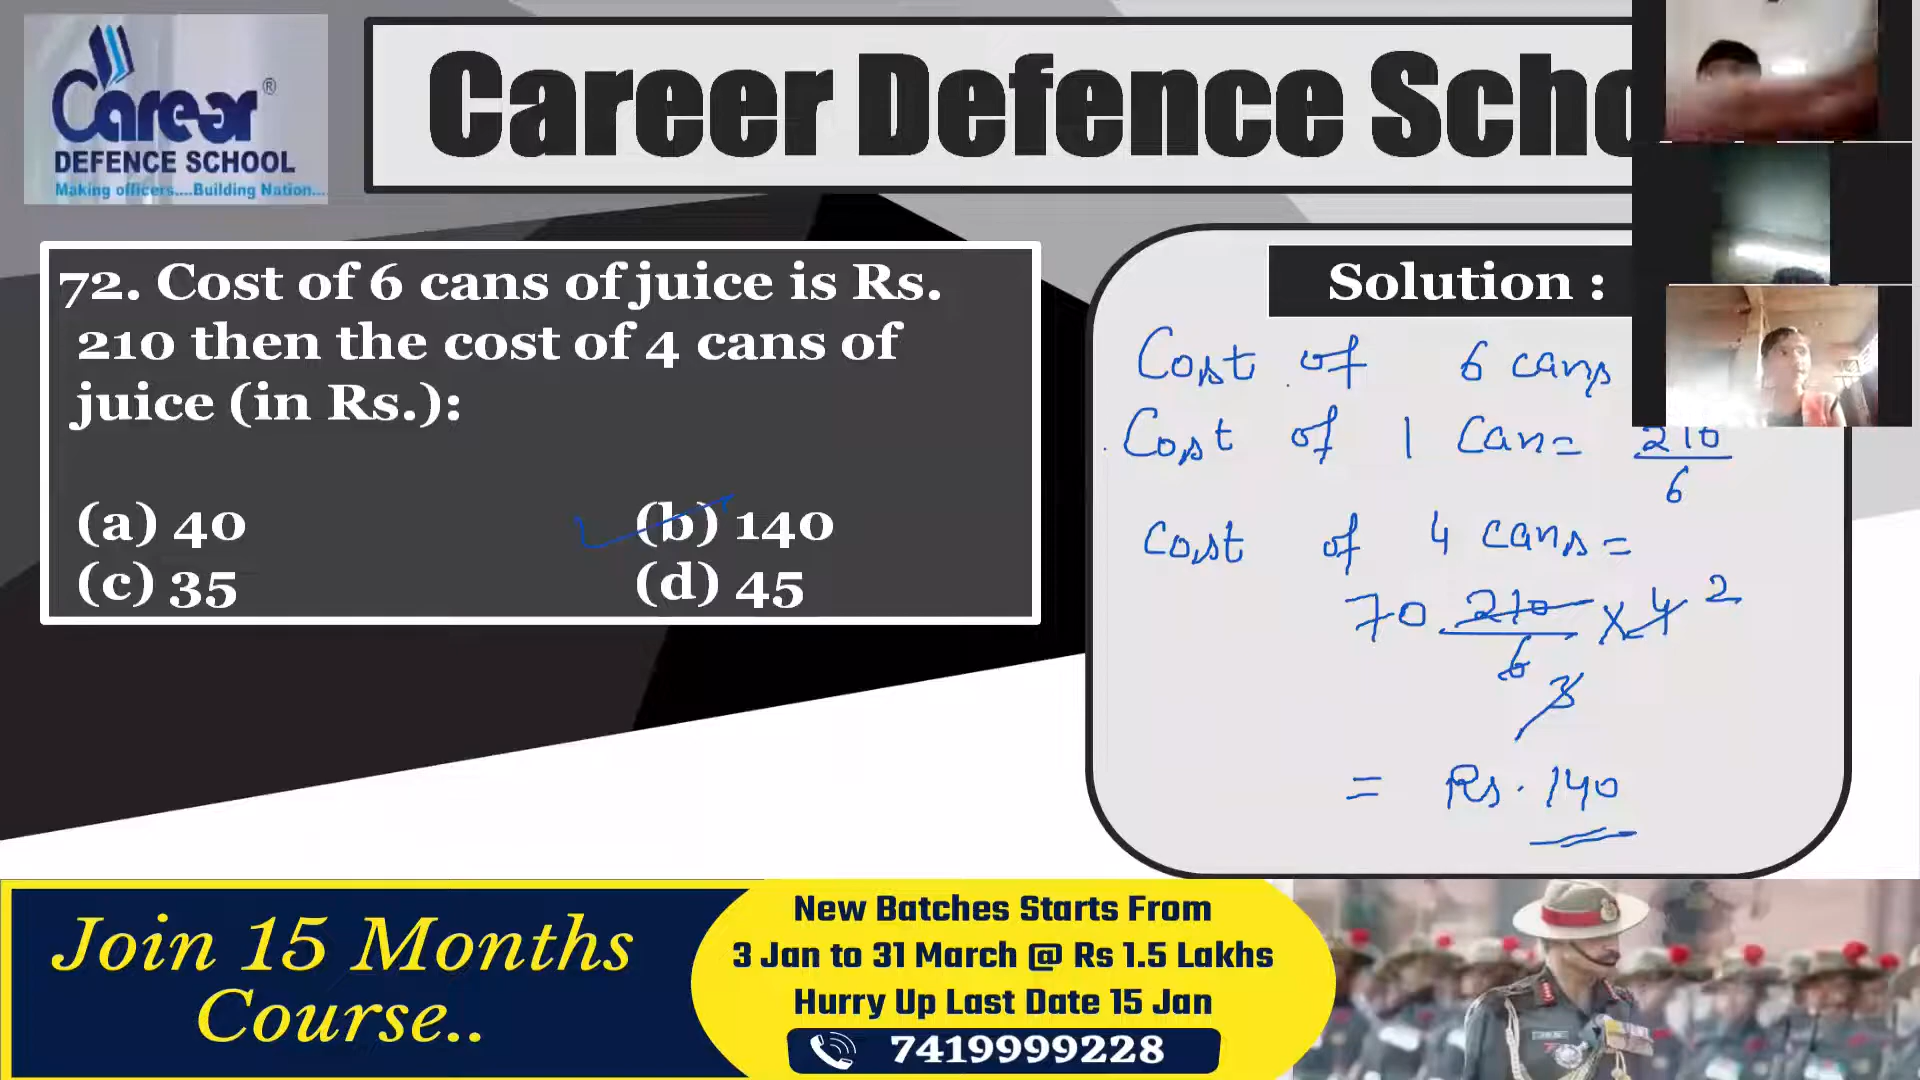 Career®
DEFENCE SCHOOL
Making officers....Building Nation....
Career Defence Scho
72. Cost of 6 cans of juice is Rs.
210 then the cost of 4 cans of
juice (in Rs.):
(a) 40
(b) 140
(c) 35
(d) 45
Solution :
Cost of 6 cans
Cost of 1 Can = 210
6
Cost of 4 cans =
70 210 × 4 2
6
3
= Rs. 140
Join 15 Months
Course..
New Batches Starts From
3 Jan to 31 March @ Rs 1.5 Lakhs
Hurry Up Last Date 15 Jan
7419999228